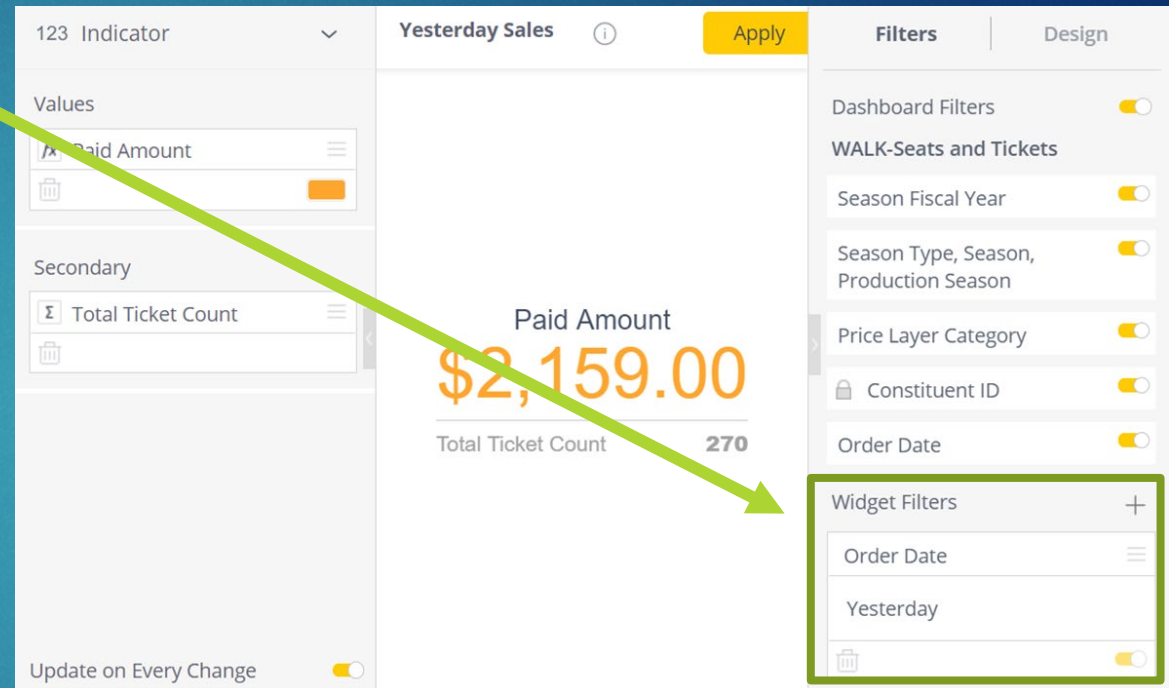 123 Indicator
Values
fx Paid Amount
Secondary
Σ Total Ticket Count
Update on Every Change
Yesterday Sales
i
Apply
Paid Amount
$2,159.00
Total Ticket Count 270
Filters Design
Dashboard Filters
WALK-Seats and Tickets
Season Fiscal Year
Season Type, Season,
Production Season
Price Layer Category
Constituent ID
Order Date
Widget Filters +
Order Date
Yesterday